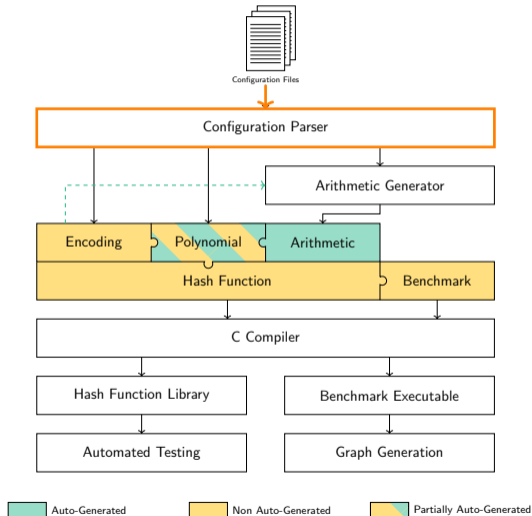 Configuration Files
Configuration Parser
Arithmetic Generator
Encoding Polynomial Arithmetic
Hash Function Benchmark
C Compiler
Hash Function Library Benchmark Executable
Automated Testing Graph Generation
Auto-Generated Non Auto-Generated Partially Auto-Generated